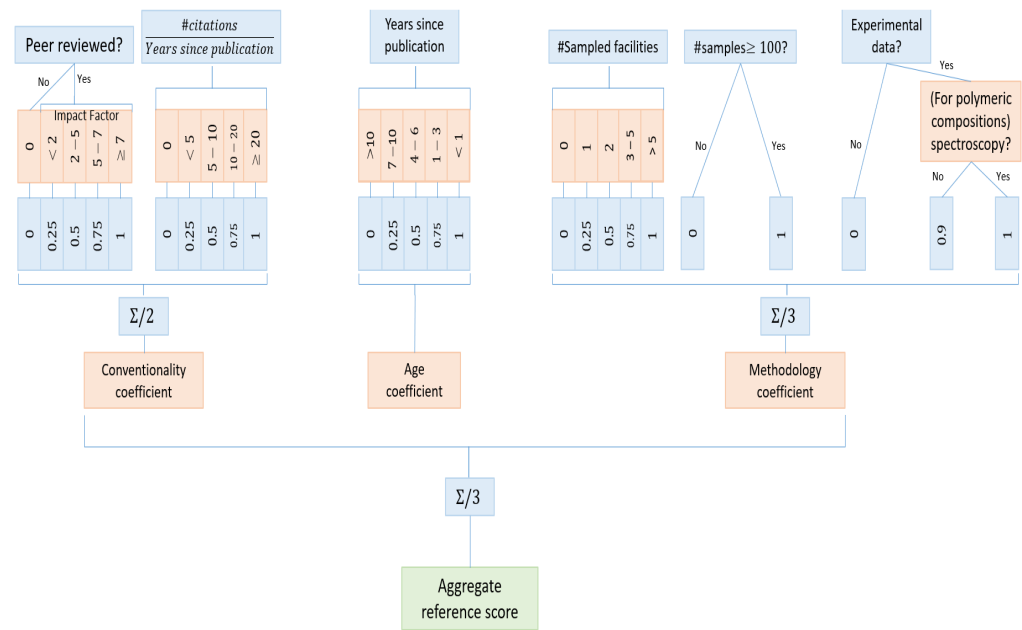 Peer reviewed?
#citations
Years since publication
Years since
publication
#Sampled facilities
#samples≥ 100?
Experimental
data?
No
Yes
Impact Factor
0
< 2
2 − 5
5 − 7
≥ 7
0
< 5
5 − 10
10 − 20
≥ 20
>10
7 − 10
4 − 6
1 − 3
< 1
0
1
2
3 − 5
> 5
No
Yes
No
Yes
(For polymeric
compositions)
spectroscopy?
No
Yes
0
0.25
0.5
0.75
1
0
0.25
0.5
0.75
1
0
0.25
0.5
0.75
1
0
0.25
0.5
0.75
1
0
1
0
0.9
1
Σ/2
Σ/3
Conventionality
coefficient
Age
coefficient
Methodology
coefficient
Σ/3
Aggregate
reference score